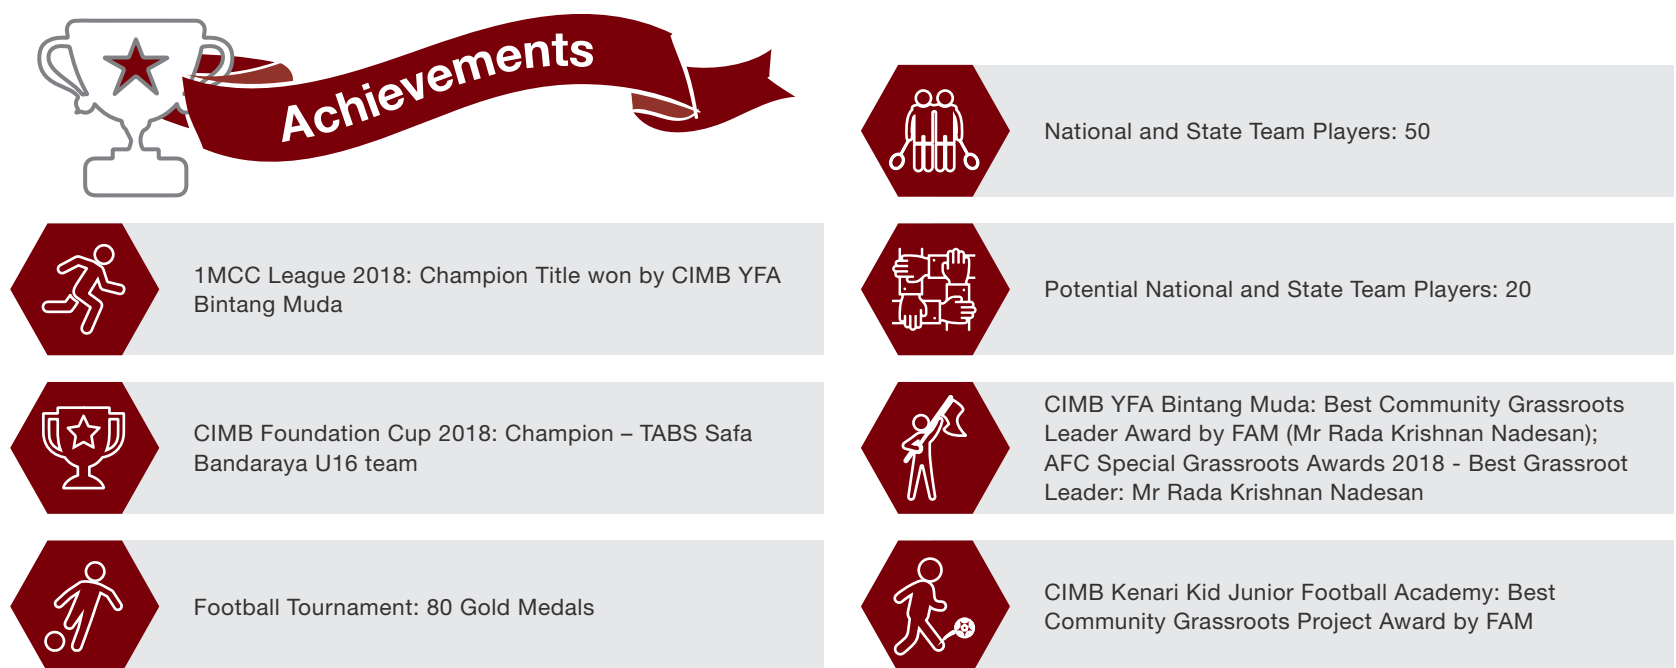 Achievements
1MCC League 2018: Champion Title won by CIMB YFA
Bintang Muda
CIMB Foundation Cup 2018: Champion – TABS Safa
Bandaraya U16 team
Football Tournament: 80 Gold Medals
National and State Team Players: 50
Potential National and State Team Players: 20
CIMB YFA Bintang Muda: Best Community Grassroots
Leader Award by FAM (Mr Rada Krishnan Nadesan);
AFC Special Grassroots Awards 2018 - Best Grassroot
Leader: Mr Rada Krishnan Nadesan
CIMB Kenari Kid Junior Football Academy: Best
Community Grassroots Project Award by FAM